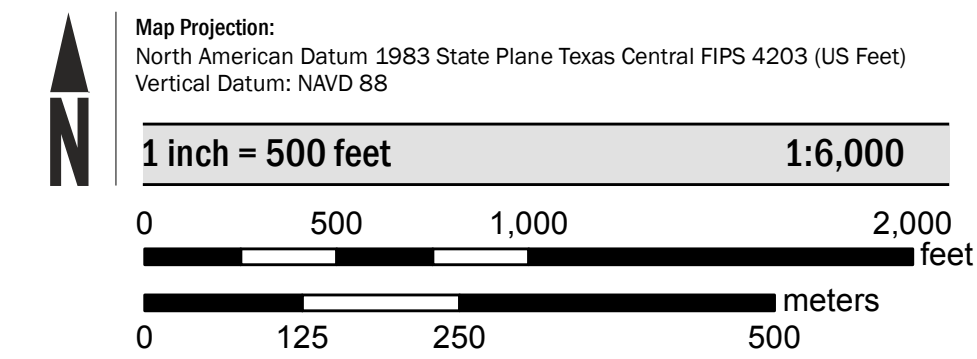 N
Map Projection:
North American Datum 1983 State Plane Texas Central FIPS 4203 (US Feet)
Vertical Datum: NAVD 88
1 inch = 500 feet 1:6,000
0 500 1,000 2,000
feet
meters
0 125 250 500